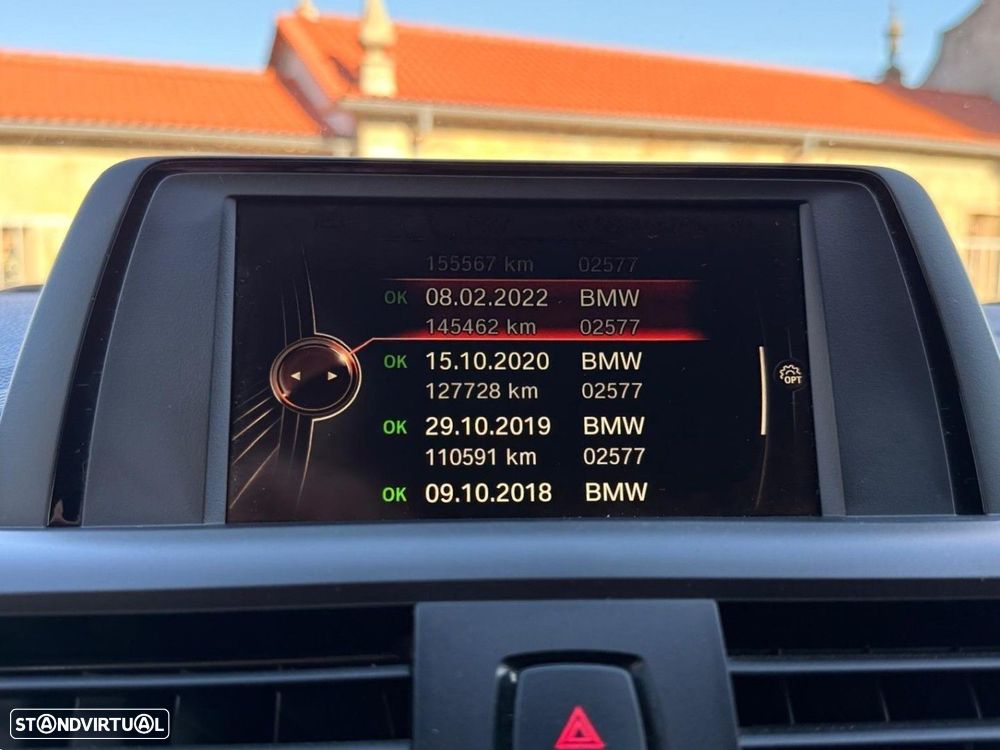 155567 km 02577
OK 08.02.2022 BMW
145462 km 02577
OK 15.10.2020 BMW
127728 km 02577
OPT
OK 29.10.2019 BMW
110591 km 02577
OK 09.10.2018 BMW
STANDVIRTUAL